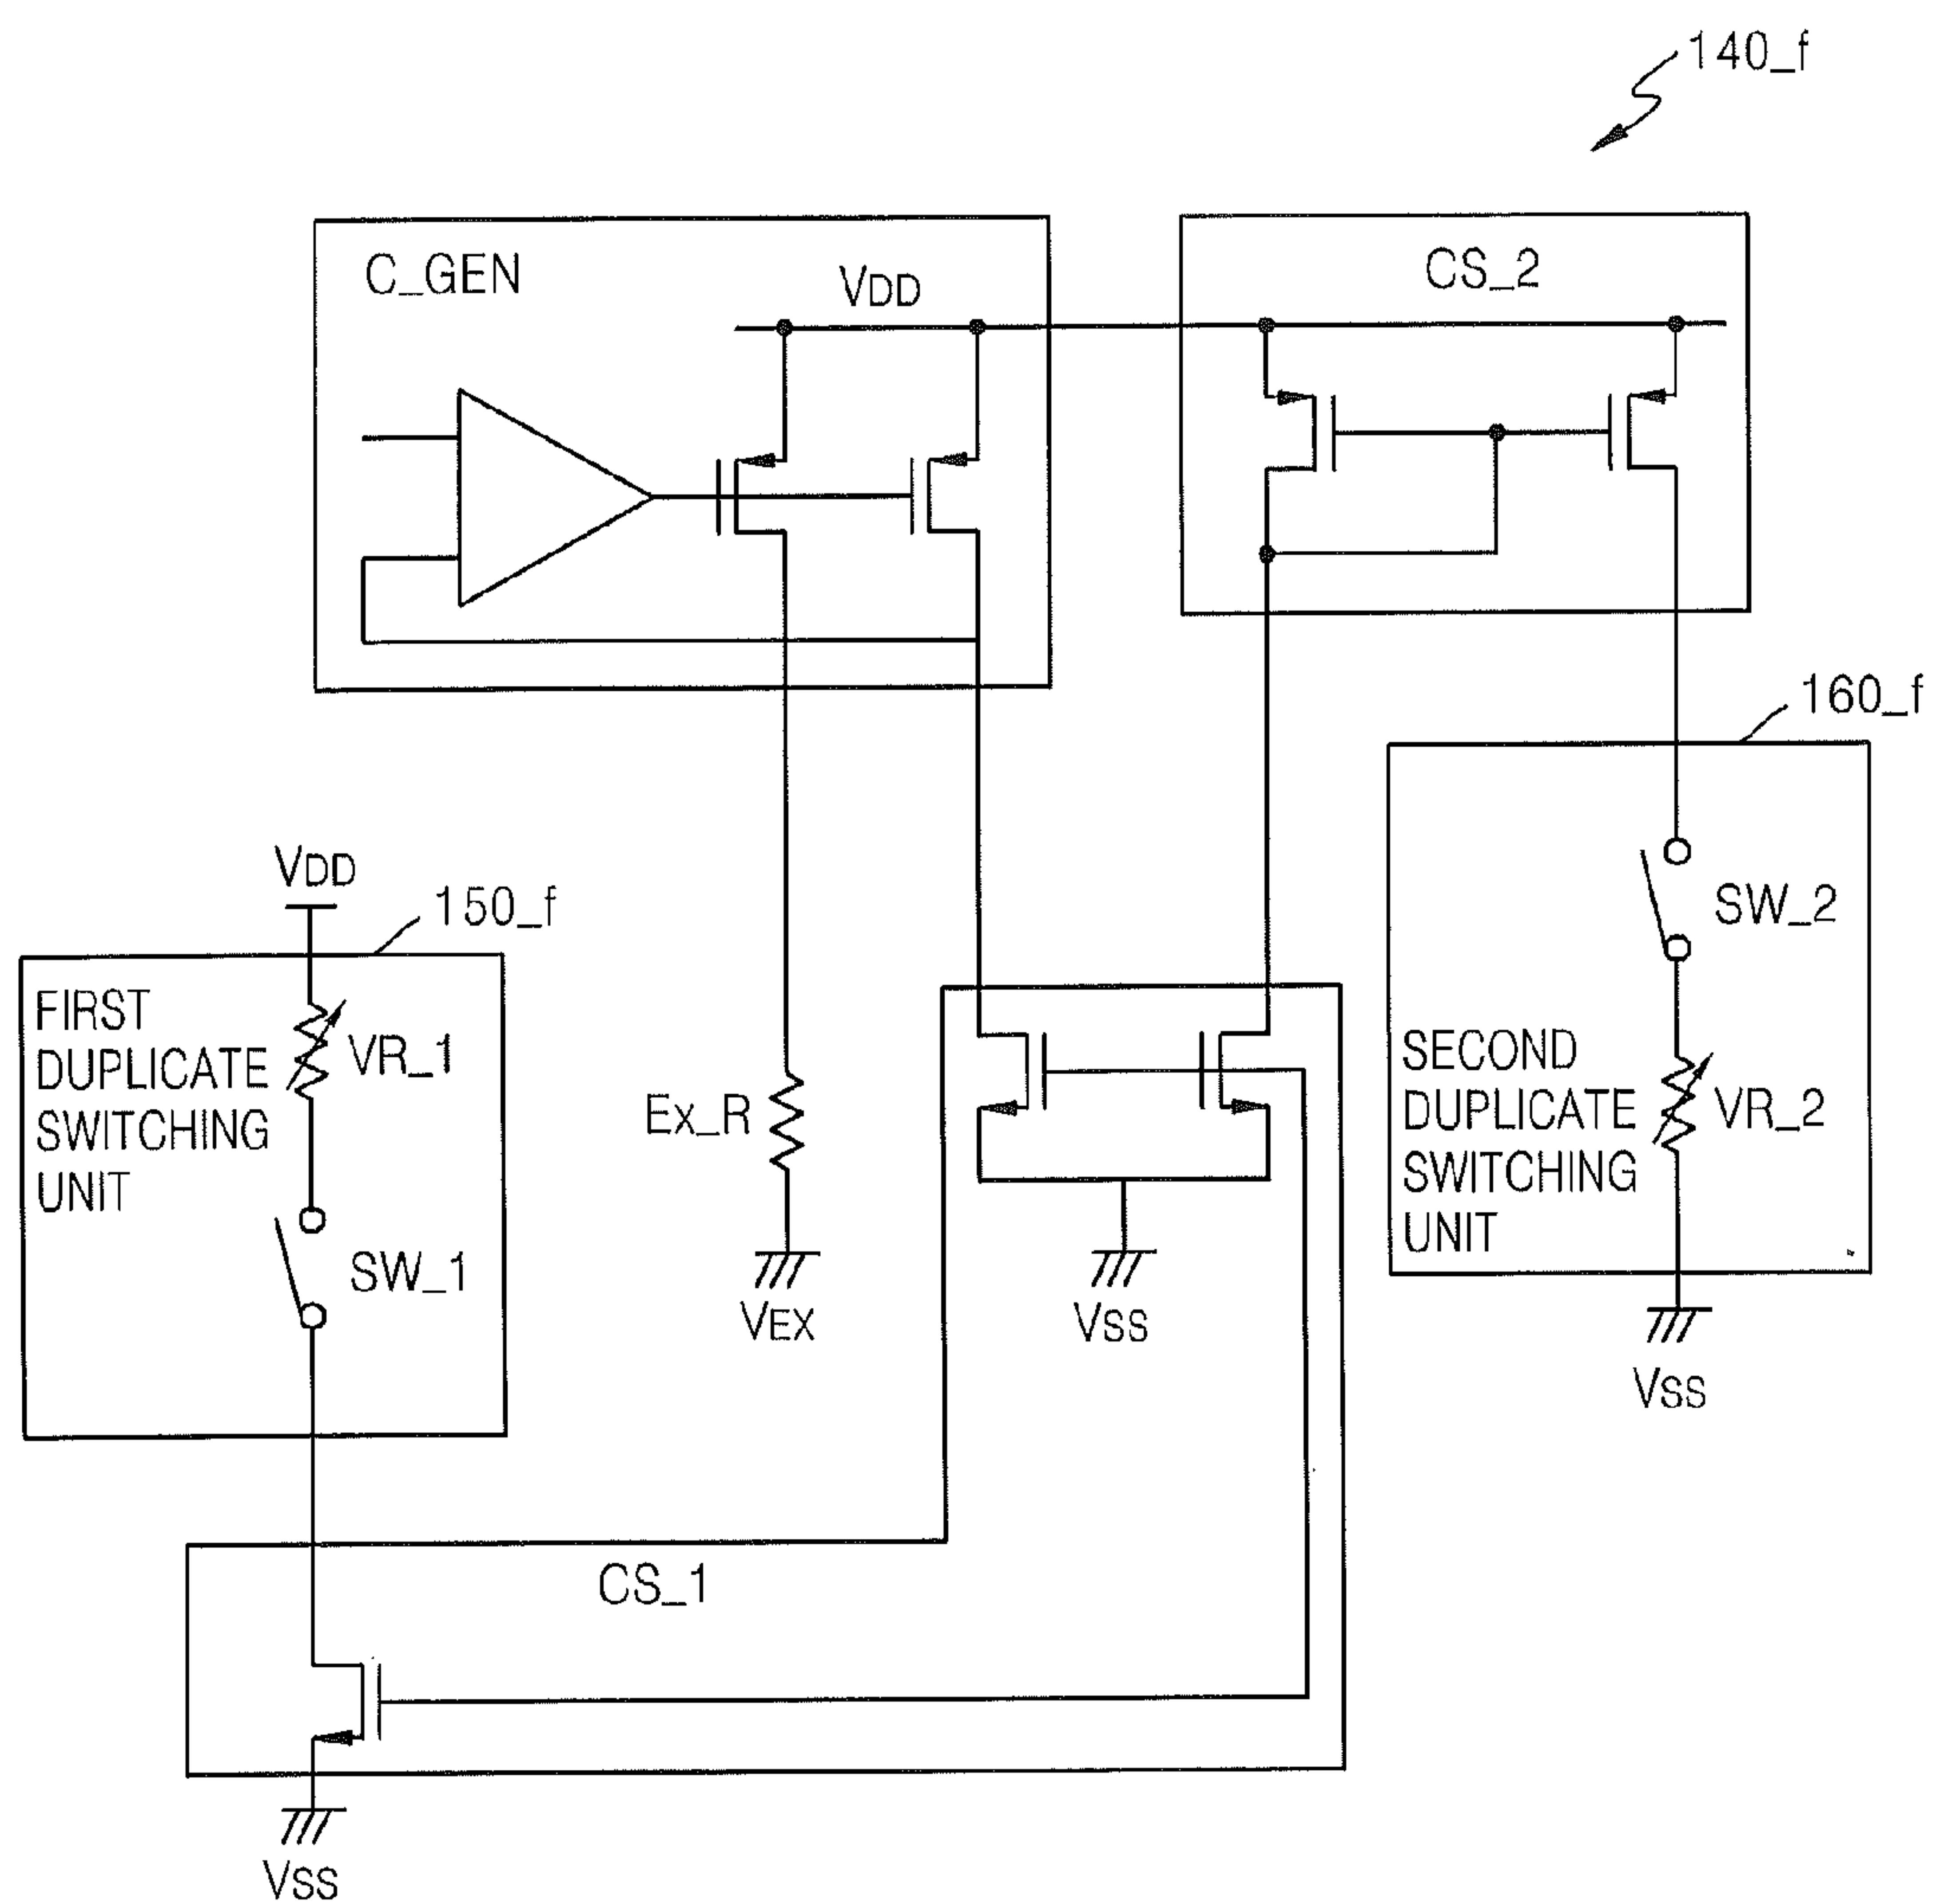 140_f
C_GEN
VDD
CS_2
160_f
VDD
150_f
FIRST
DUPLICATE
SWITCHING
UNIT
VR_1
SW_1
Ex_R
VEX
VSS
SW_2
SECOND
DUPLICATE
SWITCHING
UNIT
VR_2
VSS
CS_1
VSS